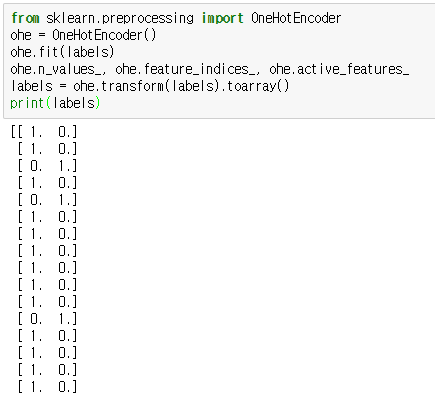 from sklearn.preprocessing import OneHotEncoder
ohe = OneHotEncoder()
ohe.fit(labels)
ohe.n_values_, ohe.feature_indices_, ohe.active_features_
labels = ohe.transform(labels).toarray()
print(labels)
[[ 1.  0.]
 [ 1.  0.]
 [ 0.  1.]
 [ 1.  0.]
 [ 0.  1.]
 [ 1.  0.]
 [ 1.  0.]
 [ 1.  0.]
 [ 1.  0.]
 [ 1.  0.]
 [ 1.  0.]
 [ 0.  1.]
 [ 1.  0.]
 [ 1.  0.]
 [ 1.  0.]
 [ 1.  0.]